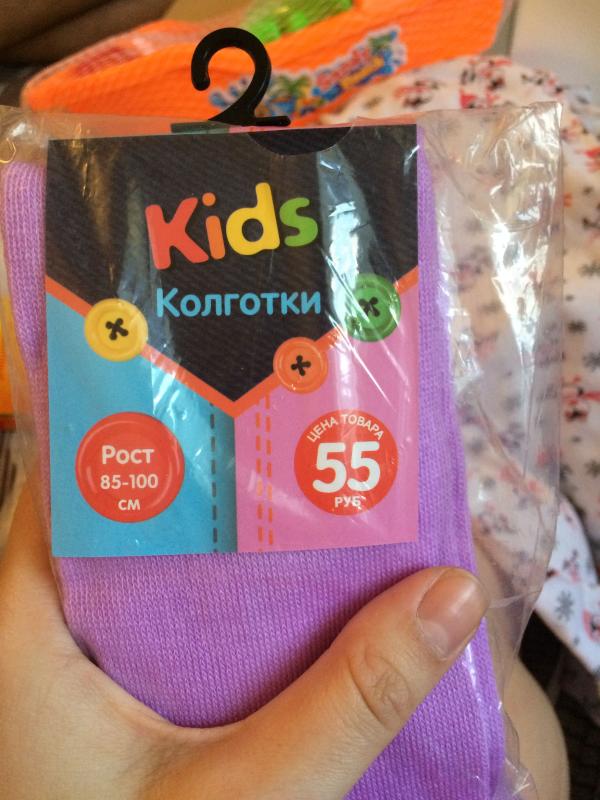 Kids
Колготки
Рост
85-100
см
ЦЕНА ТОВАРА
55
РУБ